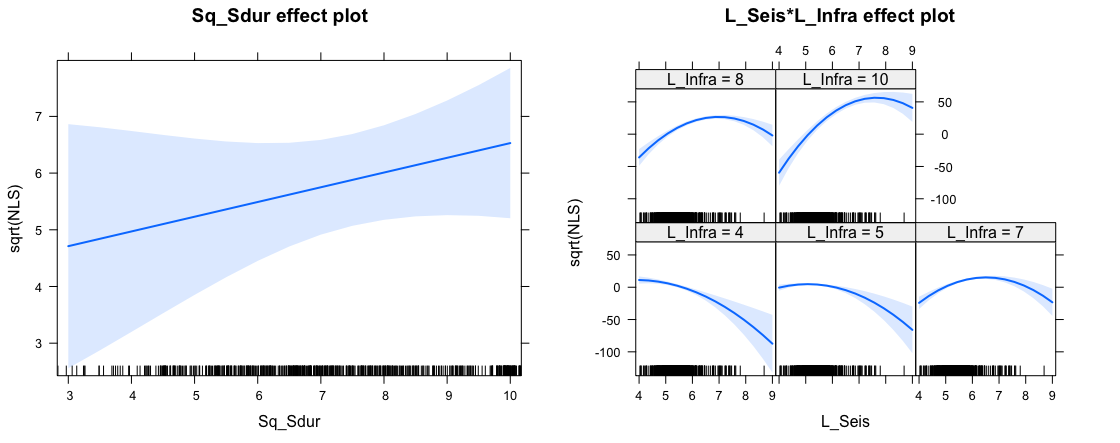 Sq_Sdur effect plot
sqrt(NLS)
7
6
5
4
3
3 4 5 6 7 8 9 10
Sq_Sdur
L_Seis*L_Infra effect plot
4 5 6 7 8 9
L_Infra = 8 L_Infra = 10
50
0
-50
-100
sqrt(NLS)
L_Infra = 4 L_Infra = 5 L_Infra = 7
50
0
-50
-100
4 5 6 7 8 9 4 5 6 7 8 9
L_Seis